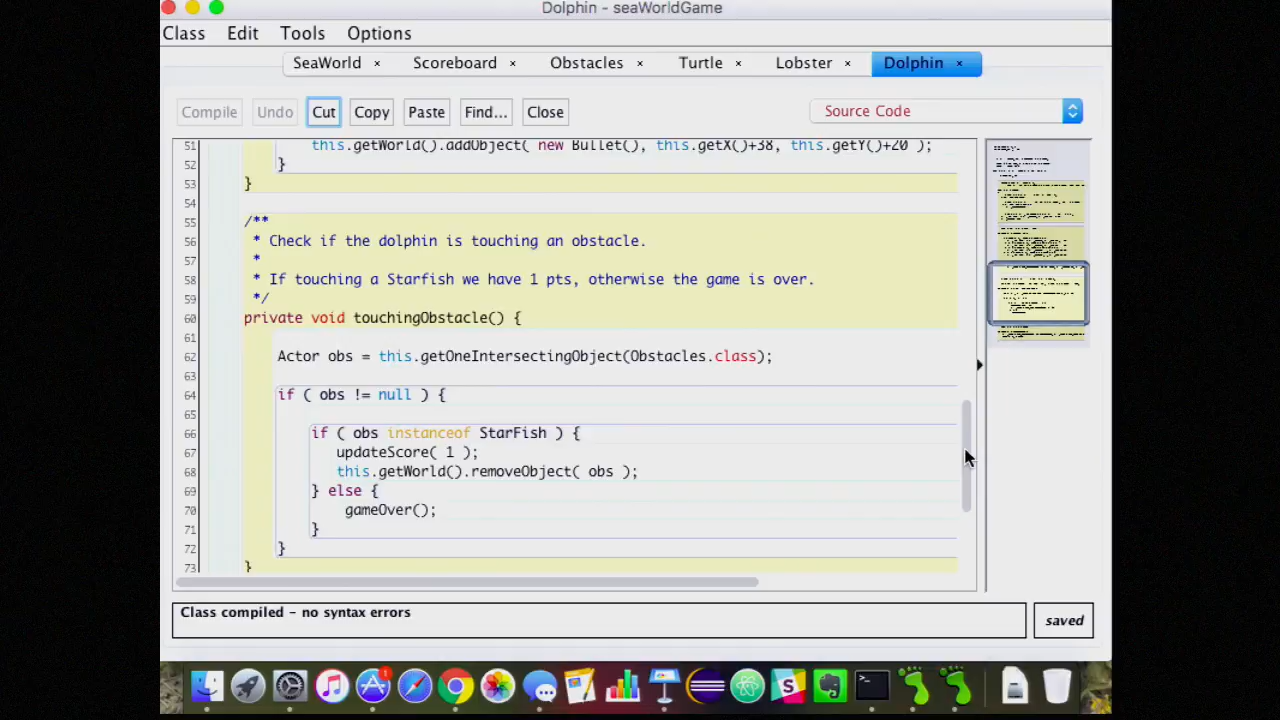 Dolphin - seaWorldGame
Class Edit Tools Options
SeaWorld × Scoreboard × Obstacles × Turtle × Lobster × Dolphin ×
Compile Undo Cut Copy Paste Find... Close Source Code
51 this.getWorld().addObject( new Bullet(), this.getX()+38, this.getY()+20 );
52 }
53 }
54
55 /**
56 * Check if the dolphin is touching an obstacle.
57 *
58 * If touching a Starfish we have 1 pts, otherwise the game is over.
59 */
60 private void touchingObstacle() {
61
62 Actor obs = this.getOneIntersectingObject(Obstacles.class);
63
64 if ( obs != null ) {
65
66 if ( obs instanceof StarFish ) {
67 updateScore( 1 );
68 this.getWorld().removeObject( obs );
69 } else {
70 gameOver();
71 }
72 }
73 }
Class compiled - no syntax errors
saved